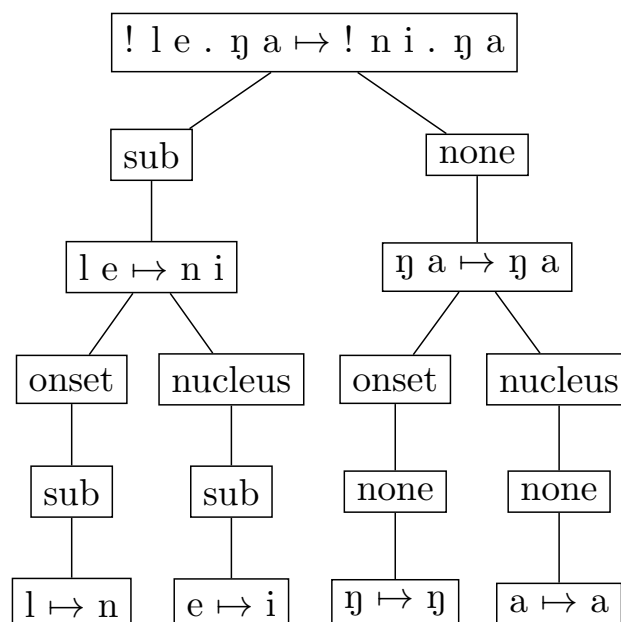 ! l e . ŋ a ↦ ! n i . ŋ a
sub none
l e ↦ n i ŋ a ↦ ŋ a
onset nucleus onset nucleus
sub sub none none
l ↦ n e ↦ i ŋ ↦ ŋ a ↦ a